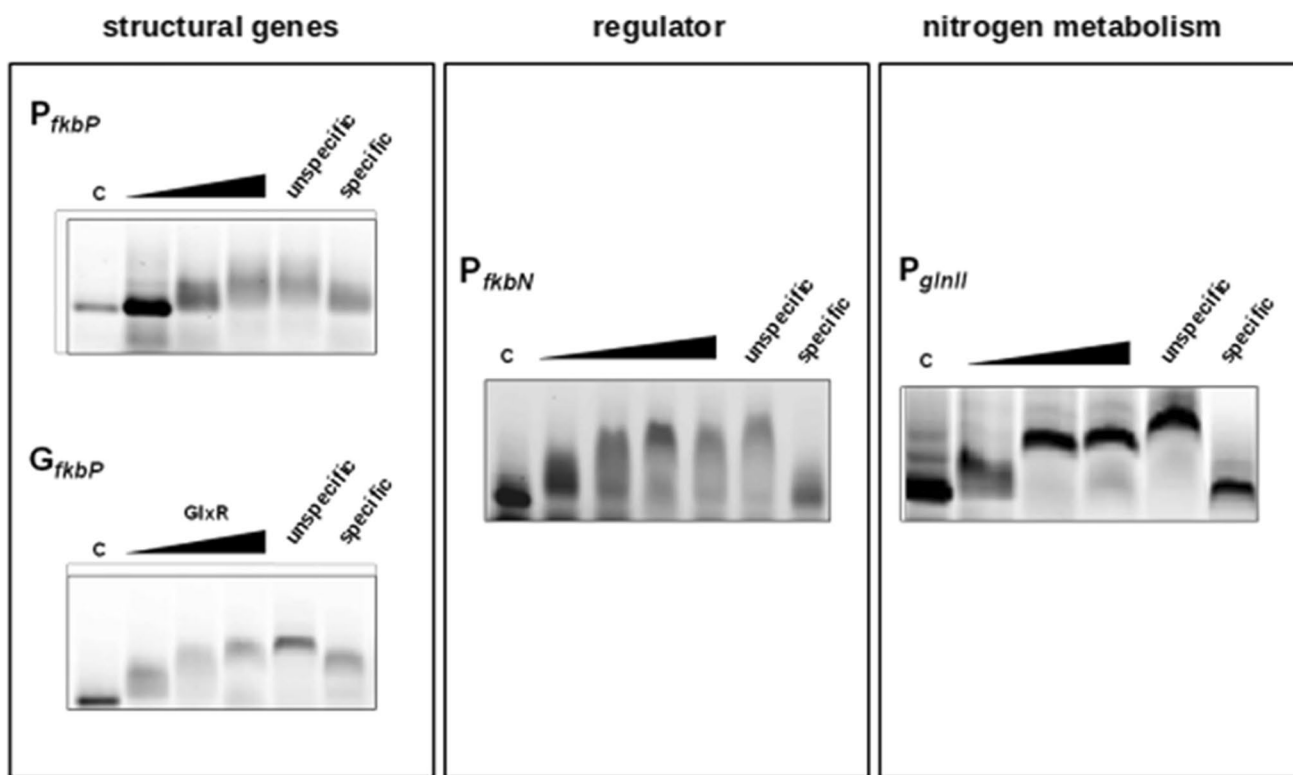 structural genes
regulator
nitrogen metabolism
PfkbP
C
unspecific
specific
GfkbP
GlxR
C
unspecific
specific
PfkbN
C
unspecific
specific
PglnII
C
unspecific
specific